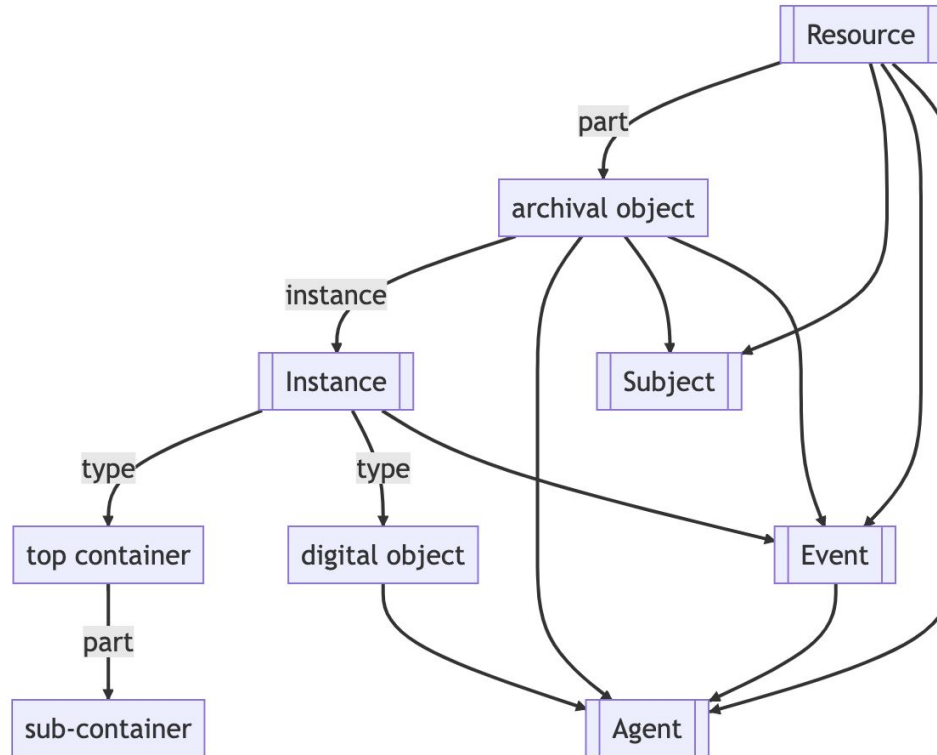 Resource
part
archival object
instance
Instance
Subject
type
type
top container
digital object
Event
part
sub-container
Agent